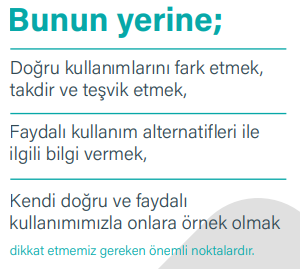 Bunun yerine;
Doğru kullanımlarını fark etmek,
takdir ve teşvik etmek,
Faydalı kullanım alternatifleri ile
ilgili bilgi vermek,
Kendi doğru ve faydalı
kullanımımızla onlara örnek olmak
dikkat etmemiz gereken önemli noktalardır.